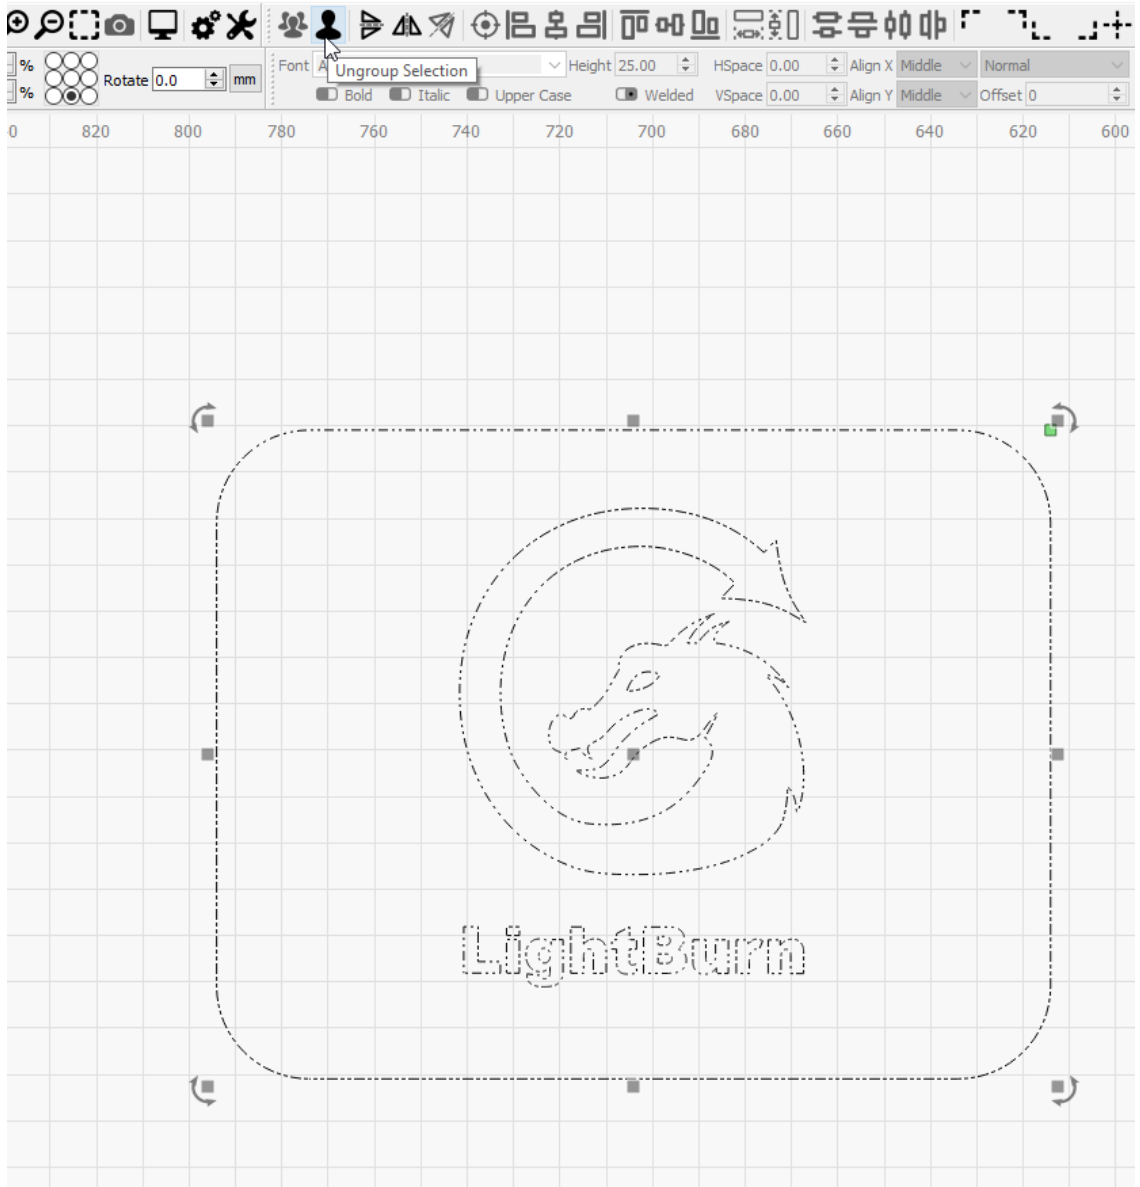 % Rotate 0.0 mm Font A Height 25.00 HSpace 0.00 Align X Middle Normal
Ungroup Selection
% Bold Italic Upper Case Welded VSpace 0.00 Align Y Middle Offset 0
0 820 800 780 760 740 720 700 680 660 640 620 600
LightBurn